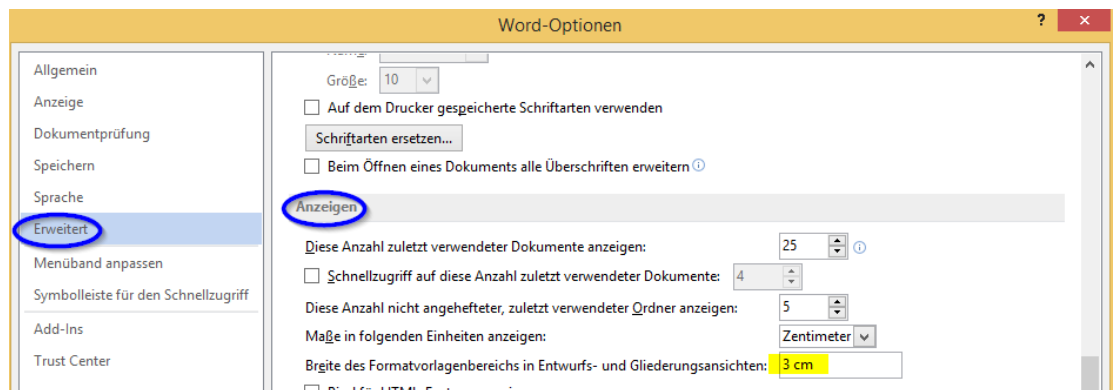 Word-Optionen
?
Allgemein
Anzeige
Dokumentprüfung
Speichern
Sprache
Erweitert
Menüband anpassen
Symbolleiste für den Schnellzugriff
Add-Ins
Trust Center
Größe: 10
Auf dem Drucker gespeicherte Schriftarten verwenden
Schriftarten ersetzen...
Beim Öffnen eines Dokuments alle Überschriften erweitern
Anzeigen
Diese Anzahl zuletzt verwendeter Dokumente anzeigen: 25
Schnellzugriff auf diese Anzahl zuletzt verwendeter Dokumente: 4
Diese Anzahl nicht angehefteter, zuletzt verwendeter Ordner anzeigen: 5
Maße in folgenden Einheiten anzeigen: Zentimeter
Breite des Formatvorlagenbereichs in Entwurfs- und Gliederungsansichten: 3 cm